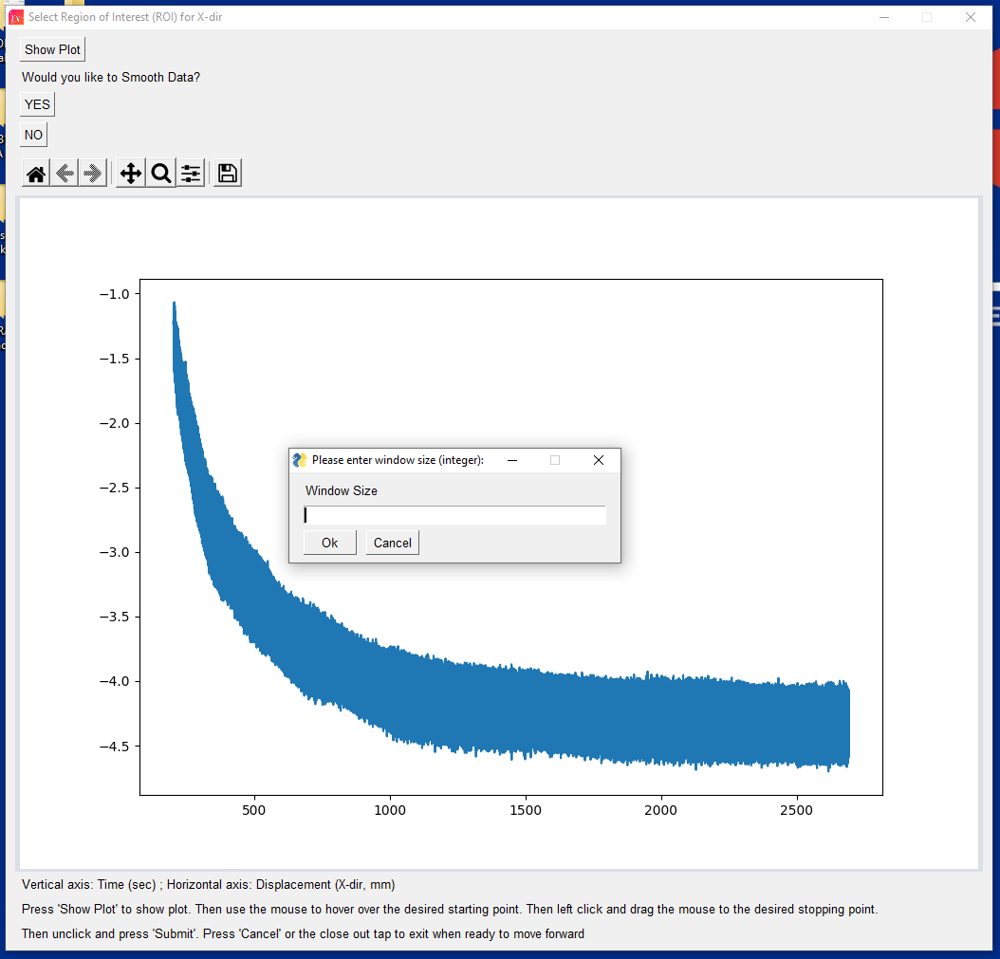 Select Region of Interest (ROI) for X-dir
Show Plot
Would you like to Smooth Data?
YES
NO
−1.0
−1.5
−2.0
−2.5
−3.0
−3.5
−4.0
−4.5
Please enter window size (integer):
Window Size
Ok Cancel
500 1000 1500 2000 2500
Vertical axis: Time (sec) ; Horizontal axis: Displacement (X-dir, mm)
Press 'Show Plot' to show plot. Then use the mouse to hover over the desired starting point. Then left click and drag the mouse to the desired stopping point.
Then unclick and press 'Submit'. Press 'Cancel' or the close out tap to exit when ready to move forward